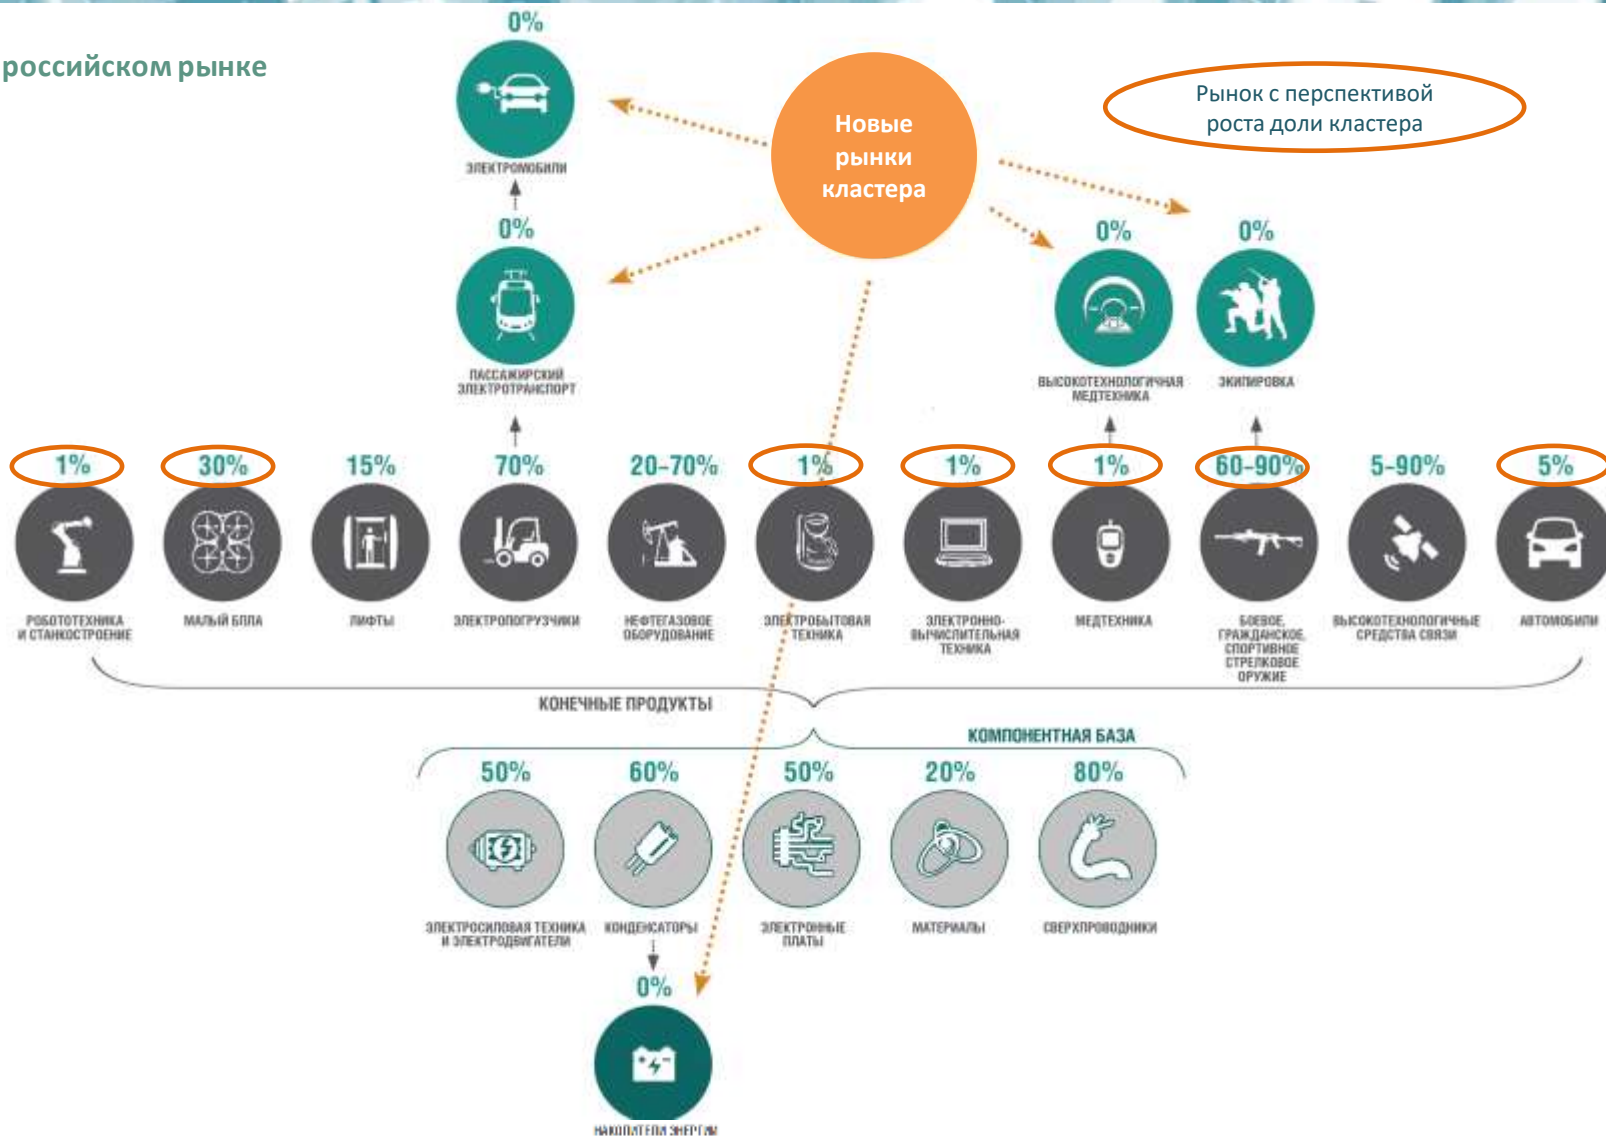 0%
российском рынке
Новые
рынки
кластера
Рынок с перспективой
роста доли кластера
ЭЛЕКТРОМОБИЛИ
0%
0%
0%
ПАССАЖИРСКИЙ
ЭЛЕКТРОТРАНСПОРТ
ВЫСОКОТЕХНОЛОГИЧНАЯ
МЕДТЕХНИКА
ЭКИПИРОВКА
1%
30%
15%
70%
20-70%
1%
1%
1%
60-90%
5-90%
5%
РОБОТОТЕХНИКА
И СТАНКОСТРОЕНИЕ
МАЛЫЙ БПЛА
ЛИФТЫ
ЭЛЕКТРОПОГРУЗЧИКИ
НЕФТЕГАЗОВОЕ
ОБОРУДОВАНИЕ
ЭЛЕКТРОБЫТОВАЯ
ТЕХНИКА
ЭЛЕКТРОННО-
ВЫЧИСЛИТЕЛЬНАЯ
ТЕХНИКА
МЕДТЕХНИКА
БОЕВОЕ,
ГРАЖДАНСКОЕ,
СПОРТИВНОЕ
СТРЕЛКОВОЕ
ОРУЖИЕ
ВЫСОКОТЕХНОЛОГИЧНЫЕ
СРЕДСТВА СВЯЗИ
АВТОМОБИЛИ
КОНЕЧНЫЕ ПРОДУКТЫ
КОМПОНЕНТНАЯ БАЗА
50%
60%
50%
20%
80%
ЭЛЕКТРОСИЛОВАЯ ТЕХНИКА
И ЭЛЕКТРОДВИГАТЕЛИ
КОНДЕНСАТОРЫ
ЭЛЕКТРОННЫЕ
ПЛАТЫ
МАТЕРИАЛЫ
СВЕРХПРОВОДНИКИ
0%
НАКОПИТЕЛИ ЭНЕРГИИ